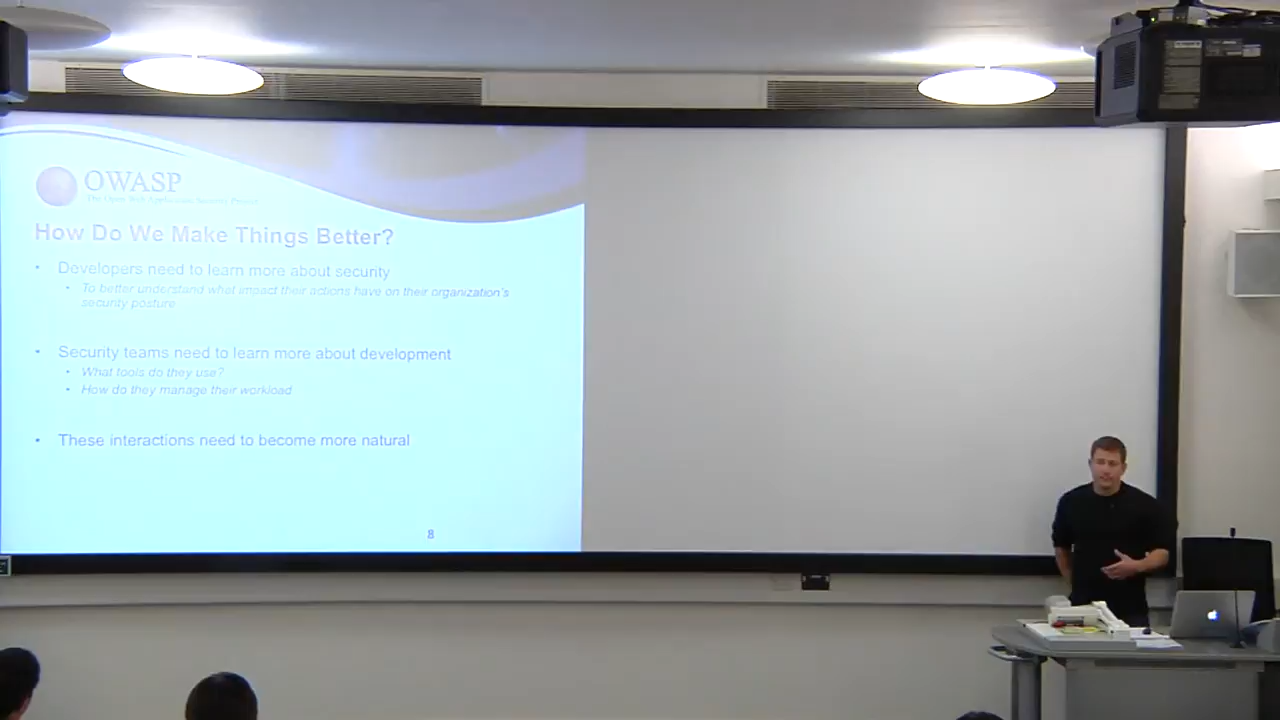 OWASP
The Open Web Application Security Project
How Do We Make Things Better?
• Developers need to learn more about security
• To better understand what impact their actions have on their organization's
security posture
• Security teams need to learn more about development
• What tools do they use?
• How do they manage their workload
• These interactions need to become more natural
8